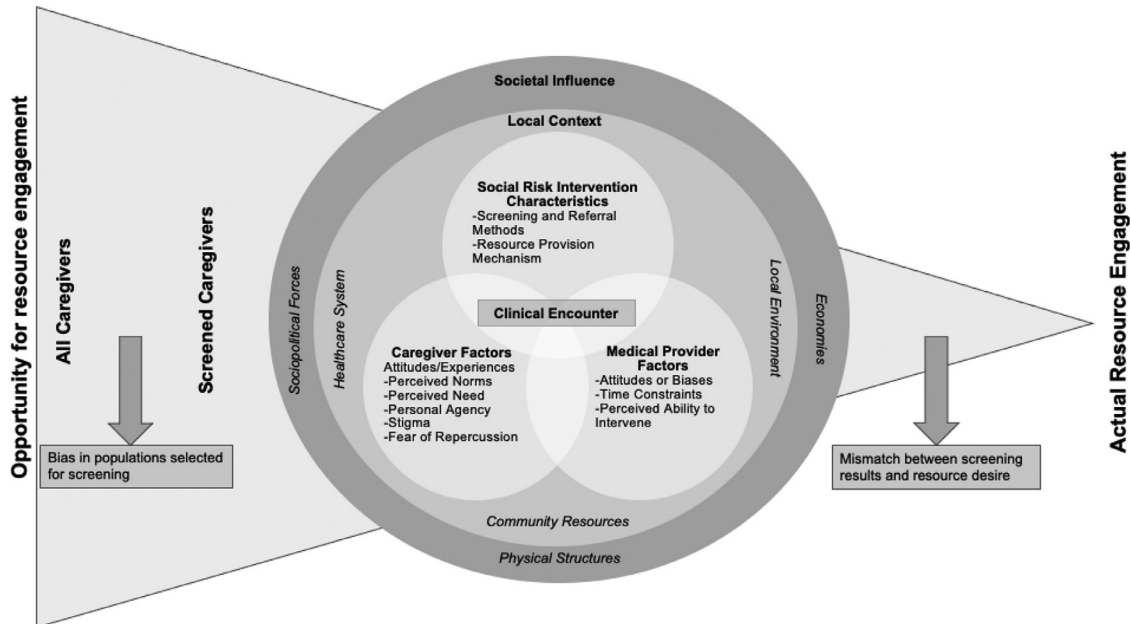 Opportunity for resource engagement
All Caregivers
Screened Caregivers
Bias in populations selected
for screening
Societal Influence
Local Context
Sociopolitical Forces
Healthcare System
Social Risk Intervention
Characteristics
-Screening and Referral
Methods
-Resource Provision
Mechanism
Clinical Encounter
Caregiver Factors
Attitudes/Experiences
-Perceived Norms
-Perceived Need
-Personal Agency
-Stigma
-Fear of Repercussion
Medical Provider
Factors
-Attitudes or Biases
-Time Constraints
-Perceived Ability to
Intervene
Local Environment
Economies
Community Resources
Physical Structures
Mismatch between screening
results and resource desire
Actual Resource Engagement